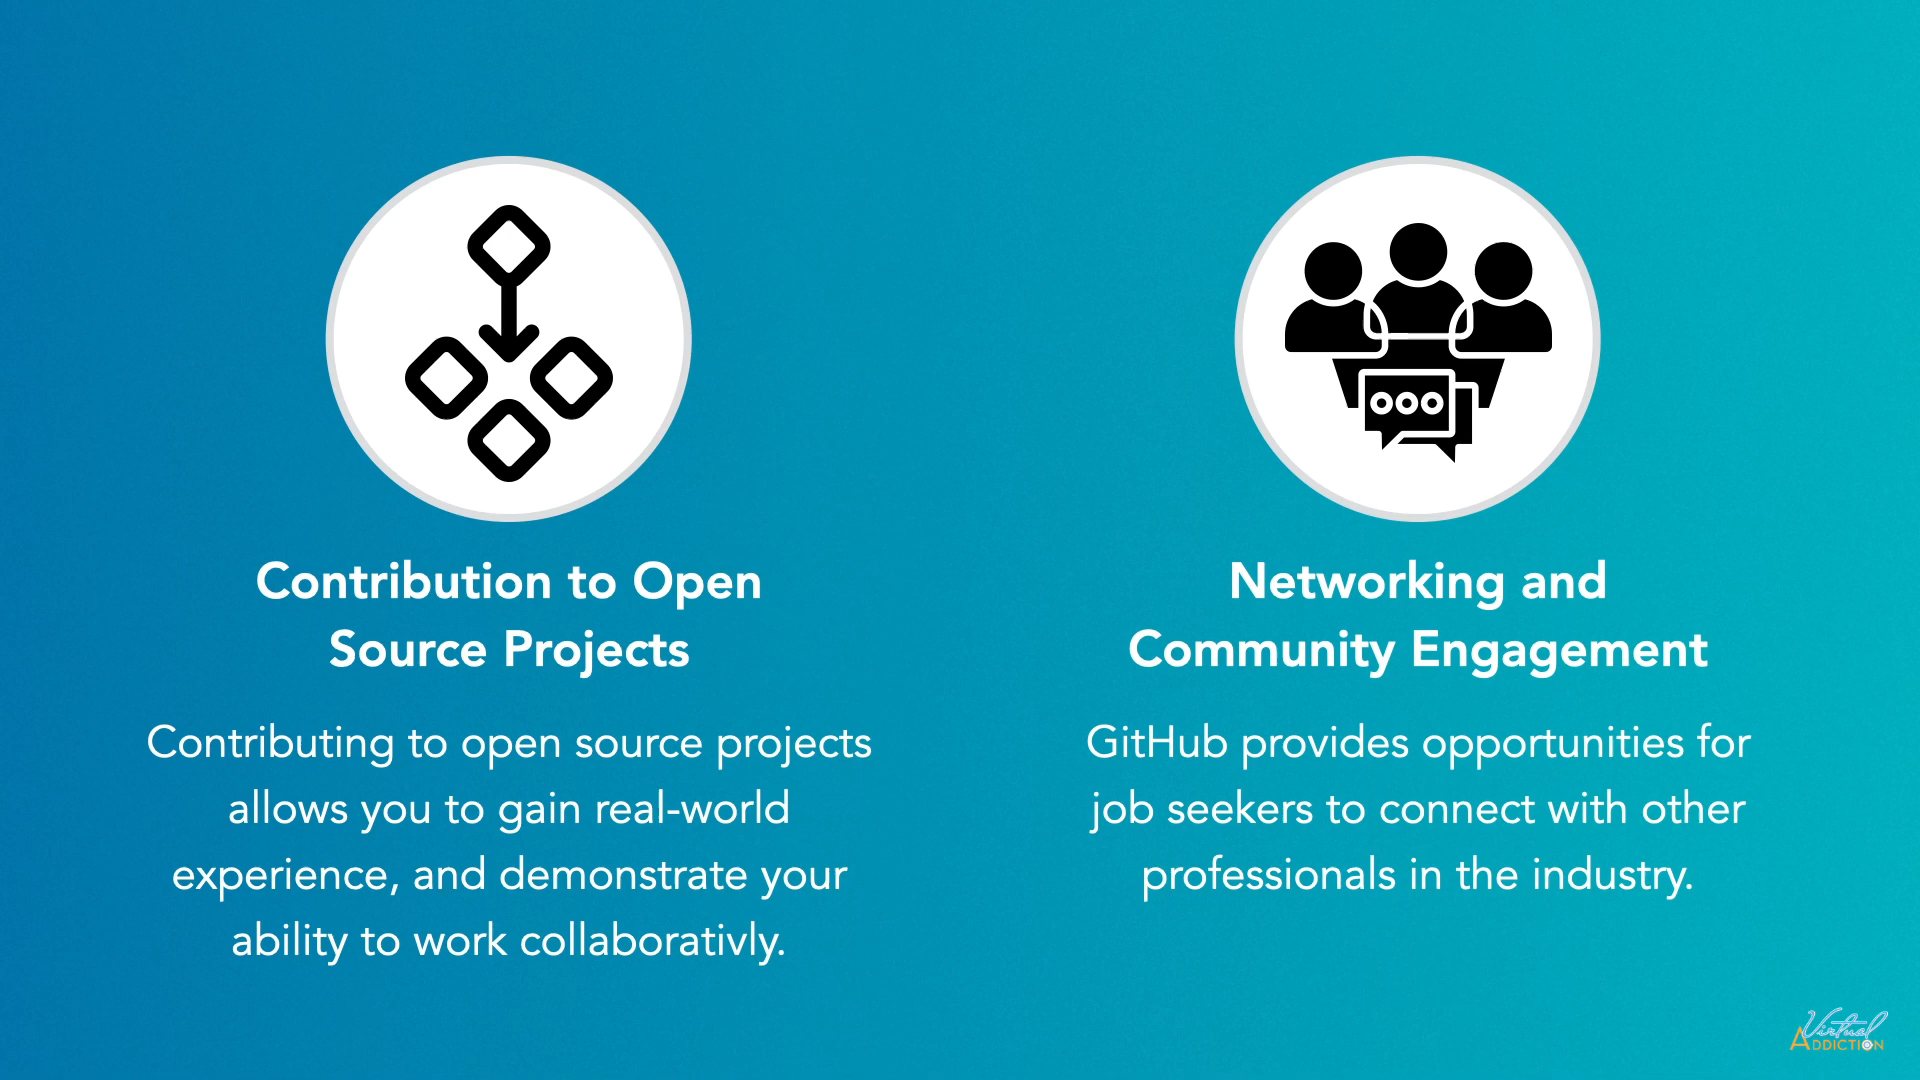 Contribution to Open
Source Projects
Contributing to open source projects
allows you to gain real-world
experience, and demonstrate your
ability to work collaborativly.
Networking and
Community Engagement
GitHub provides opportunities for
job seekers to connect with other
professionals in the industry.
Virtual
ADDICTION